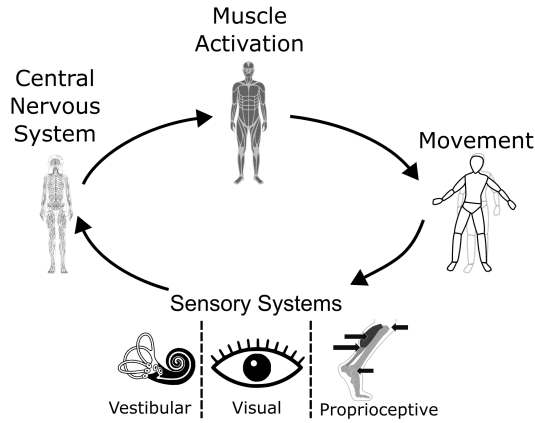 Muscle
Activation
Central
Nervous
System
Movement
Sensory Systems
Vestibular
Visual
Proprioceptive